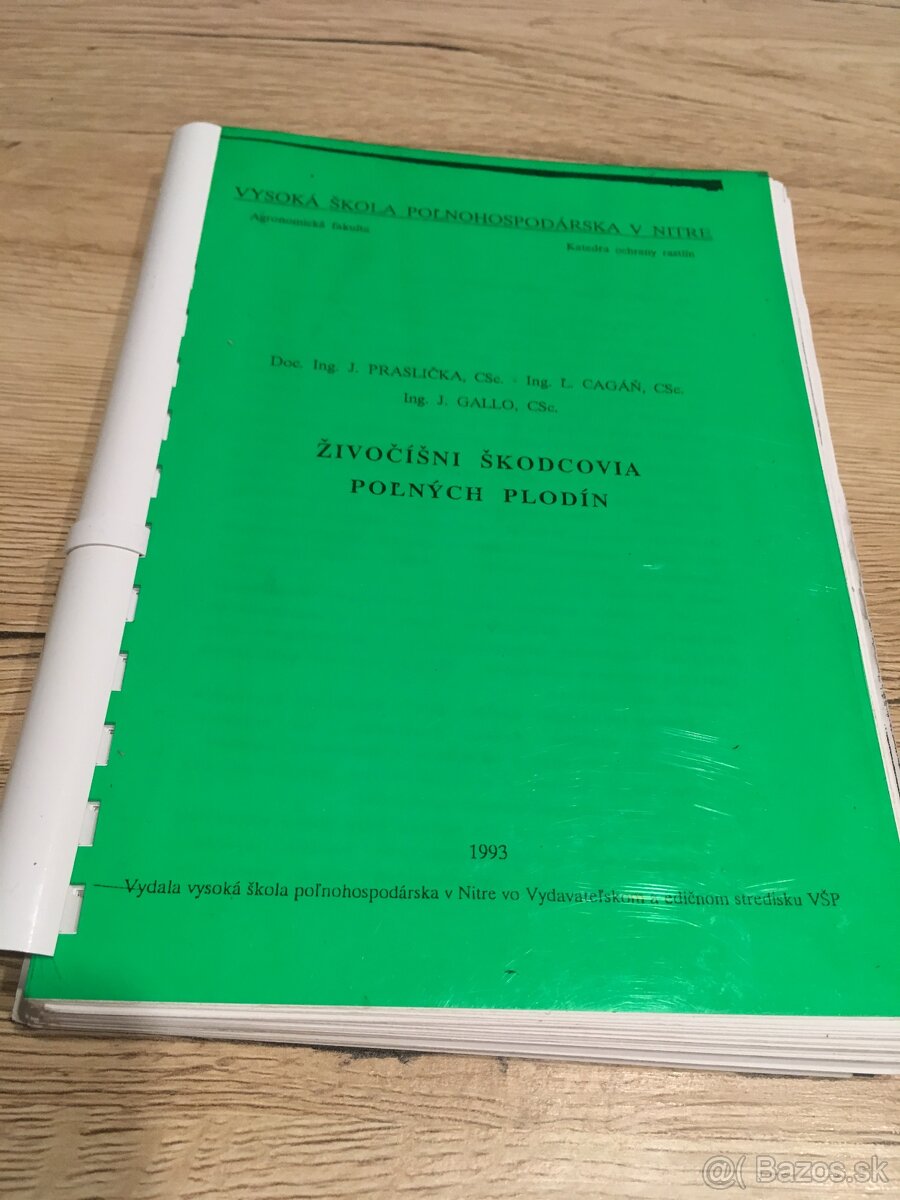 VYSOKÁ ŠKOLA POĽNOHOSPODÁRSKA V NITRE
Agronomická fakulta
Katedra ochrany rastlín
Doc. Ing. J. PRASLIČKA, CSc. - Ing. Ľ. CAGÁŇ, CSc.
Ing. J. GALLO, CSc.
ŽIVOČÍŠNI ŠKODCOVIA
POĽNÝCH PLODÍN
1993
Vydala vysoká škola poľnohospodárska v Nitre vo Vydavateľskom a edičnom stredisku VŠP
@( Bazos.sk